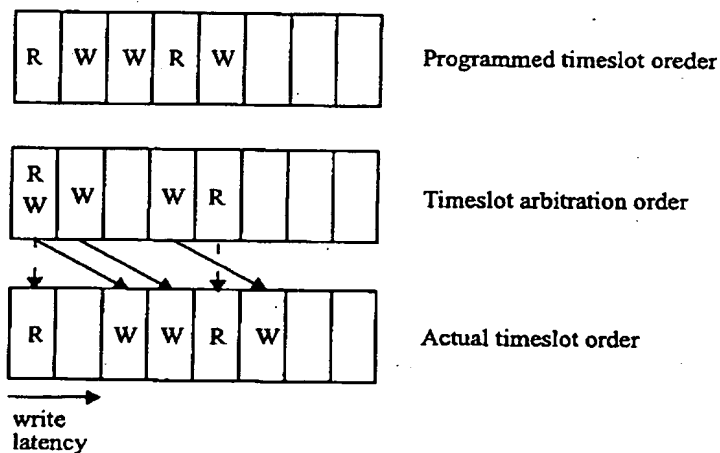 R W W R W Programmed timeslot oreder
R
W W W R Timeslot arbitration order
R W W R W Actual timeslot order
write
latency